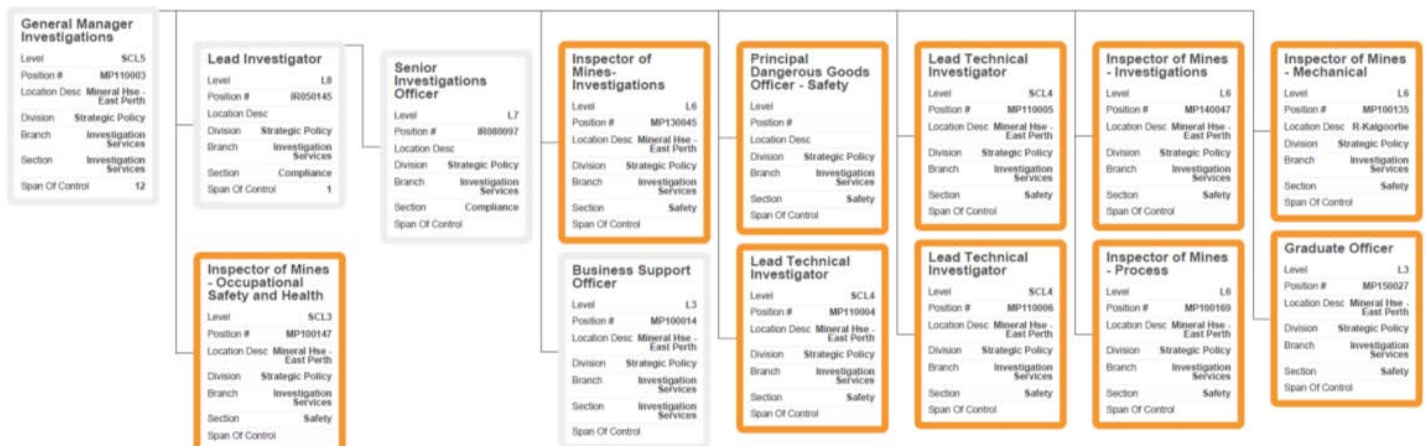 General Manager
Investigations
Level SCL5
Position # MP110003
Location Desc Mineral Hse -
East Perth
Division Strategic Policy
Branch Investigation
Services
Section Investigation
Services
Span Of Control 12
Lead Investigator
Level L8
Position # IR050145
Location Desc
Division Strategic Policy
Branch Investigation
Services
Section Compliance
Span Of Control 1
Senior
Investigations
Officer
Level L7
Position # IR080097
Location Desc
Division Strategic Policy
Branch Investigation
Services
Section Compliance
Span Of Control
Inspector of
Mines-
Investigations
Level L6
Position # MP130045
Location Desc Mineral Hse -
East Perth
Division Strategic Policy
Branch Investigation
Services
Section Safety
Span Of Control
Principal
Dangerous Goods
Officer - Safety
Level
Position #
Location Desc
Division Strategic Policy
Branch Investigation
Services
Section Safety
Span Of Control
Lead Technical
Investigator
Level SCL4
Position # MP110005
Location Desc Mineral Hse -
East Perth
Division Strategic Policy
Branch Investigation
Services
Section Safety
Span Of Control
Inspector of Mines
- Investigations
Level L6
Position # MP140047
Location Desc Mineral Hse -
East Perth
Division Strategic Policy
Branch Investigation
Services
Section Safety
Span Of Control
Inspector of Mines
- Mechanical
Level L6
Position # MP100135
Location Desc R-Kalgoortie
Division Strategic Policy
Branch Investigation
Services
Section Safety
Span Of Control
Inspector of Mines
- Occupational
Safety and Health
Level SCL3
Position # MP100147
Location Desc Mineral Hse -
East Perth
Division Strategic Policy
Branch Investigation
Services
Section Safety
Span Of Control
Business Support
Officer
Level L3
Position # MP100014
Location Desc Mineral Hse -
East Perth
Division Strategic Policy
Branch Investigation
Services
Section Investigation
Services
Span Of Control
Lead Technical
Investigator
Level SCL4
Position # MP110004
Location Desc Mineral Hse -
East Perth
Division Strategic Policy
Branch Investigation
Services
Section Safety
Span Of Control
Lead Technical
Investigator
Level SCL4
Position # MP110006
Location Desc Mineral Hse -
East Perth
Division Strategic Policy
Branch Investigation
Services
Section Safety
Span Of Control
Inspector of Mines
- Process
Level L6
Position # MP100169
Location Desc Mineral Hse -
East Perth
Division Strategic Policy
Branch Investigation
Services
Section Safety
Span Of Control
Graduate Officer
Level L3
Position # MP150027
Location Desc Mineral Hse -
East Perth
Division Strategic Policy
Branch Investigation
Services
Section Safety
Span Of Control